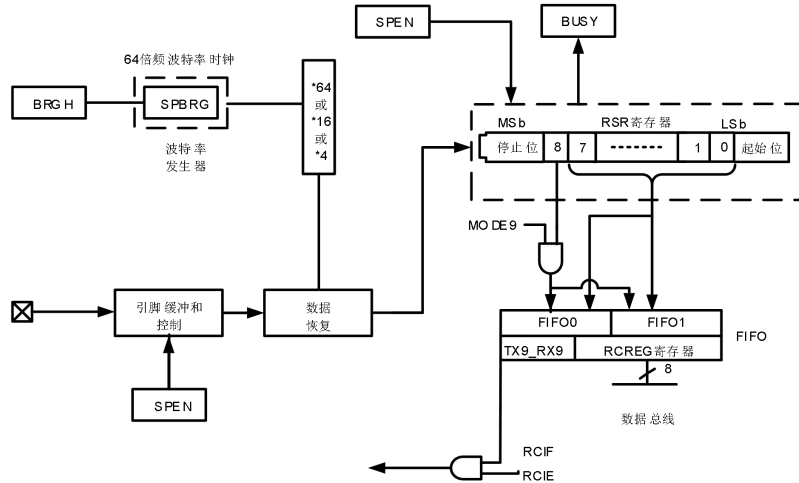 SPEN
BUSY
64倍频波特率时钟
BRGH
SPBRG
波特率
发生器
*64
或
*16
或
*4
MSb
RSR寄存器
LSb
停止位
8
7
1
0
起始位
MODE9
引脚缓冲和
控制
数据
恢复
SPEN
FIFO0
FIFO1
FIFO
TX9_RX9
RCREG寄存器
8
数据总线
RCIF
RCIE